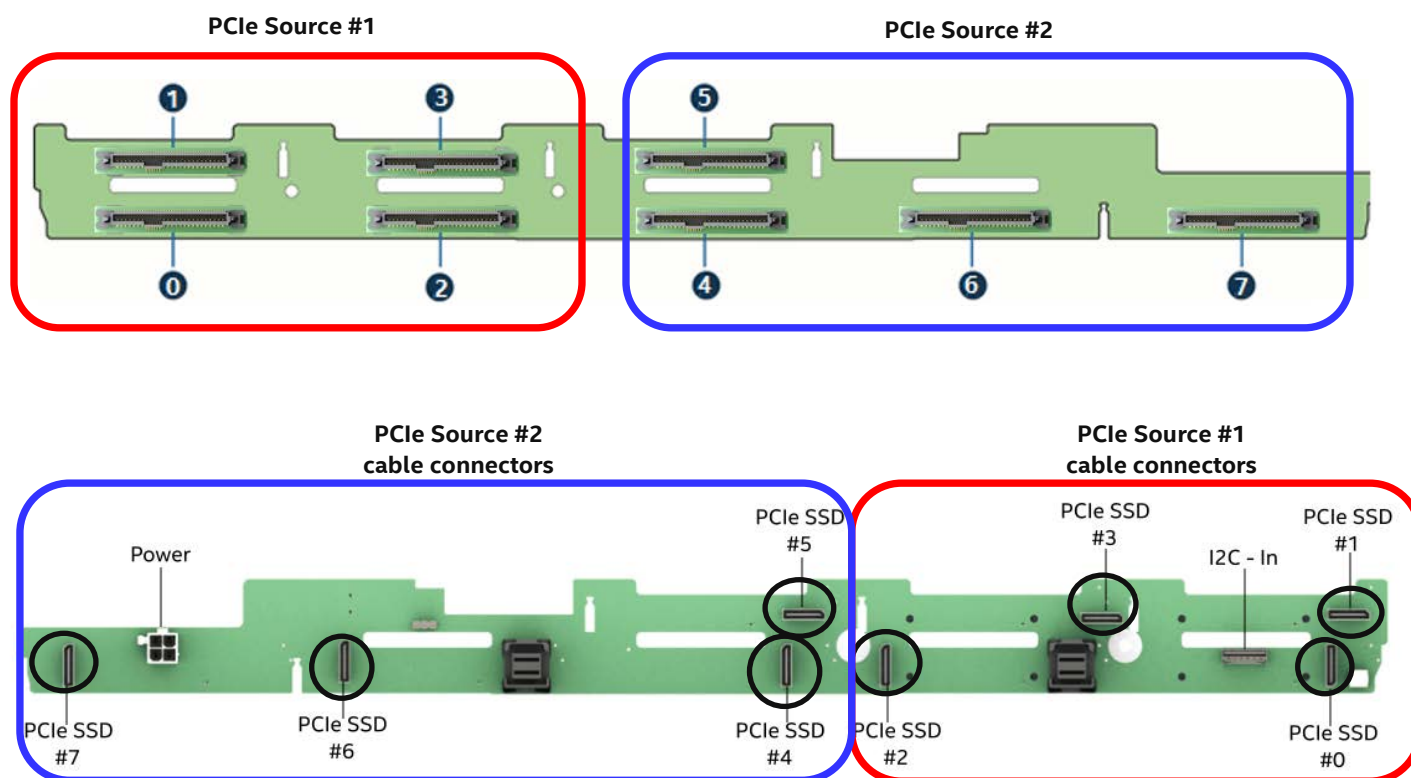 PCIe Source #1
PCIe Source #2
1
3
5
0
2
4
6
7
PCIe Source #2
cable connectors
PCIe Source #1
cable connectors
PCIe SSD
#5
PCIe SSD
#3
PCIe SSD
#1
Power
I2C - In
PCIe SSD
#7
PCIe SSD
#6
PCIe SSD
#4
PCIe SSD
#2
PCIe SSD
#0